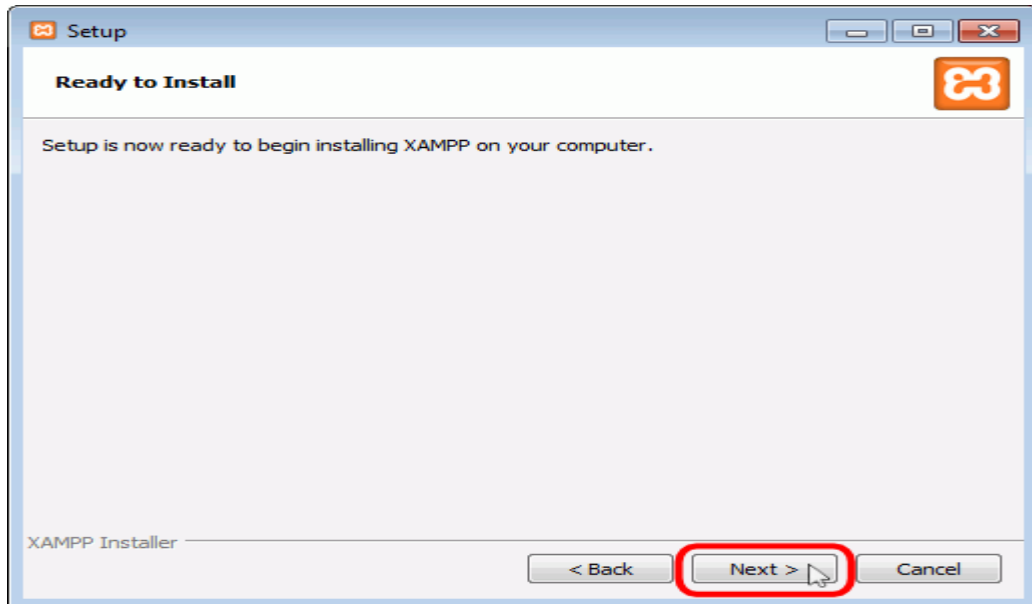 Setup
Ready to Install
Setup is now ready to begin installing XAMPP on your computer.
XAMPP Installer
< Back
Next >
Cancel